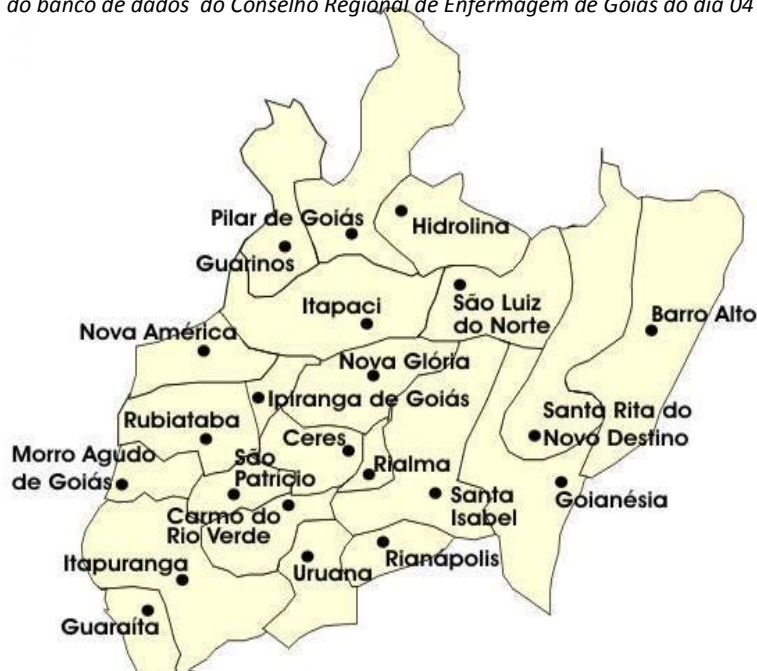 do banco de dados do Conselho Regional de Enfermagem de Goiás do dia 04
Pilar de Goiás
Hidrolina
Guarinos
Itapaci
São Luiz
do Norte
Barro Alto
Nova América
Nova Glória
Ipiranga de Goiás
Rubiataba
Santa Rita do
Novo Destino
Ceres
Morro Agudo
de Goiás
São
Patrício
Rialma
Santa
Isabel
Goianésia
Carmo do
Rio Verde
Itapuranga
Uruana
Rianápolis
Guaraíta